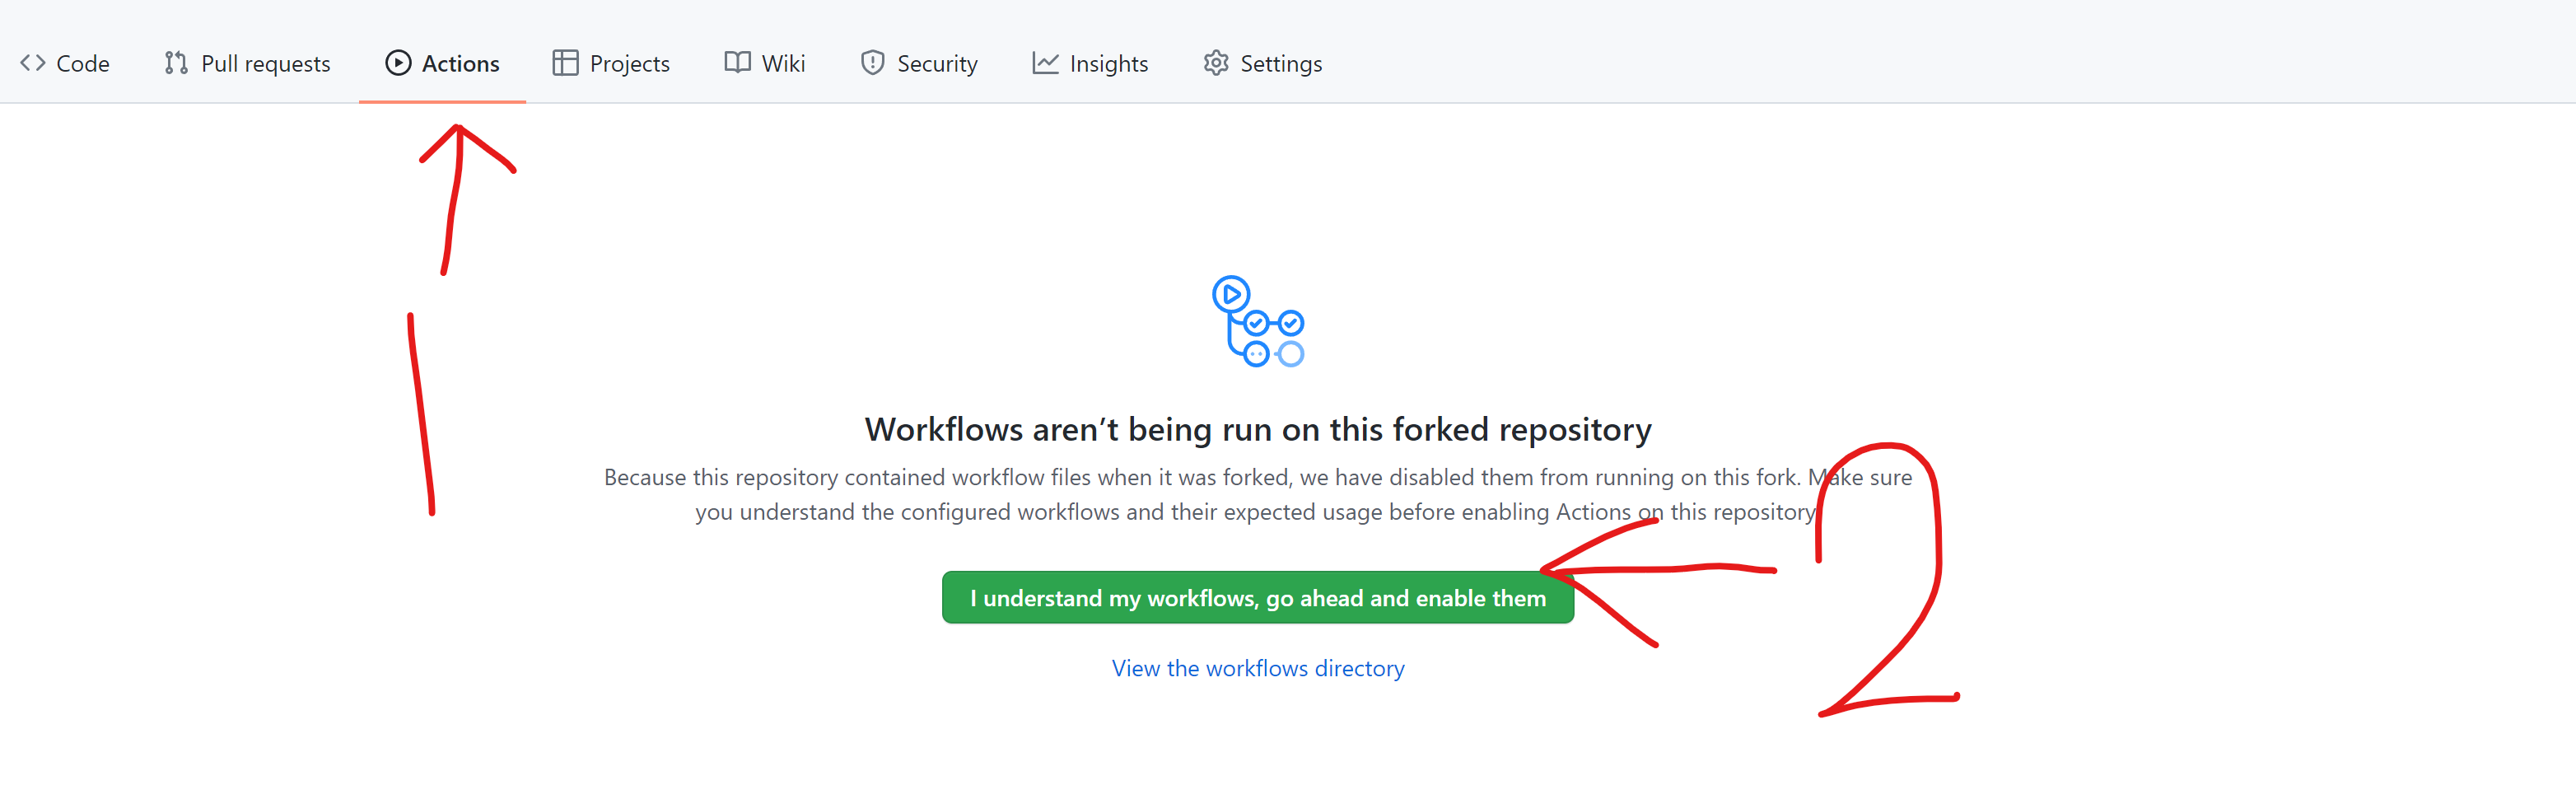 Code Pull requests Actions Projects Wiki Security Insights Settings
1
Workflows aren’t being run on this forked repository
Because this repository contained workflow files when it was forked, we have disabled them from running on this fork. Make sure
you understand the configured workflows and their expected usage before enabling Actions on this repository
2
I understand my workflows, go ahead and enable them
View the workflows directory